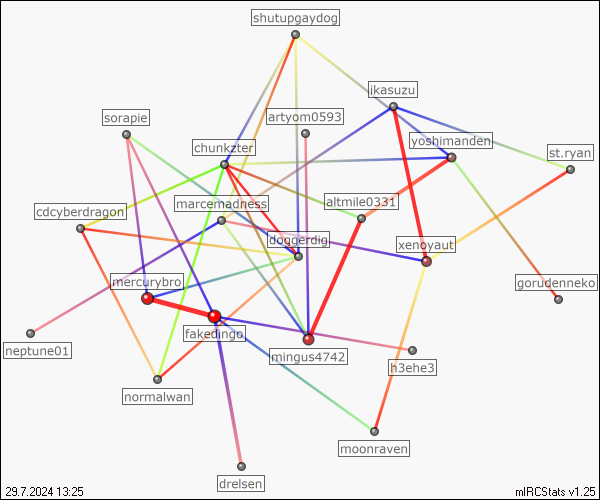 shutupgaydog
ikasuzu
sorapie
artyom0593
yoshimanden
chunkzter
st.ryan
marcemadness
altmile0331
cdcyberdragon
doggerdig
xenoyaut
mercurybro
gorudenneko
fakedingo
neptune01
mingus4742
h3ehe3
normalwan
moonraven
drelsen
29.7.2024 13:25
mIRCStats v1.25